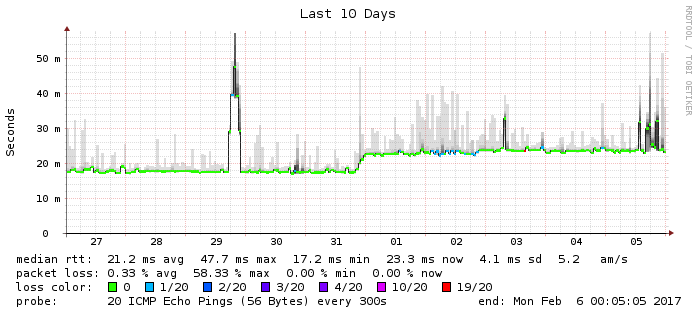 Last 10 Days
RRDTOOL / TOBI OETIKER
Seconds
50 m
40 m
30 m
20 m
10 m
0
27 28 29 30 31 01 02 03 04 05
median rtt: 21.2 ms avg 47.7 ms max 17.2 ms min 23.3 ms now 4.1 ms sd 5.2 am/s
packet loss: 0.33 % avg 58.33 % max 0.00 % min 0.00 % now
loss color: 0 1/20 2/20 3/20 4/20 10/20 19/20
probe: 20 ICMP Echo Pings (56 Bytes) every 300s end: Mon Feb 6 00:05:05 2017